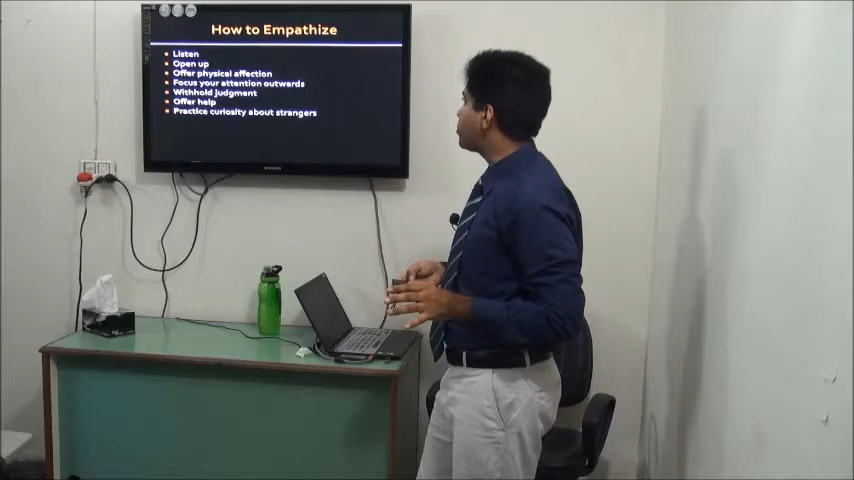 How to Empathize
Listen
Open up
Offer physical affection
Focus your attention outwards
Withhold judgment
Offer help
Practice curiosity about strangers
SAMSUNG